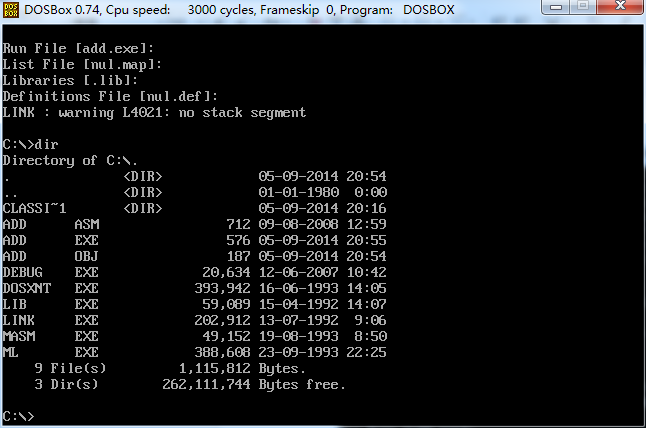 DOSBox 0.74, Cpu speed:    3000 cycles, Frameskip  0, Program:   DOSBOX
Run File [add.exe]:
List File [nul.map]:
Libraries [.lib]:
Definitions File [nul.def]:
LINK : warning L4021: no stack segment
C:\>dir
Directory of C:\.
.              <DIR>            05-09-2014 20:54
..             <DIR>            01-01-1980  0:00
CLASSI~1       <DIR>            05-09-2014 20:16
ADD      ASM                712 09-08-2008 12:59
ADD      EXE                576 05-09-2014 20:55
ADD      OBJ                187 05-09-2014 20:54
DEBUG    EXE             20,634 12-06-2007 10:42
DOSXNT   EXE            393,942 16-06-1993 14:05
LIB      EXE             59,089 15-04-1992 14:07
LINK     EXE            202,912 13-07-1992  9:06
MASM     EXE             49,152 19-08-1993  8:50
ML       EXE            388,608 23-09-1993 22:25
    9 File(s)         1,115,812 Bytes.
    3 Dir(s)        262,111,744 Bytes free.
C:\>